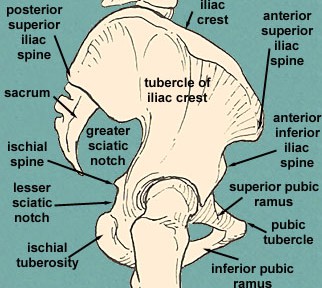 posterior
superior
iliac
spine
iliac
crest
anterior
superior
iliac
spine
sacrum
tubercle of
iliac crest
greater
sciatic
notch
anterior
inferior
iliac
spine
ischial
spine
superior pubic
ramus
lesser
sciatic
notch
pubic
tubercle
ischial
tuberosity
inferior pubic
ramus